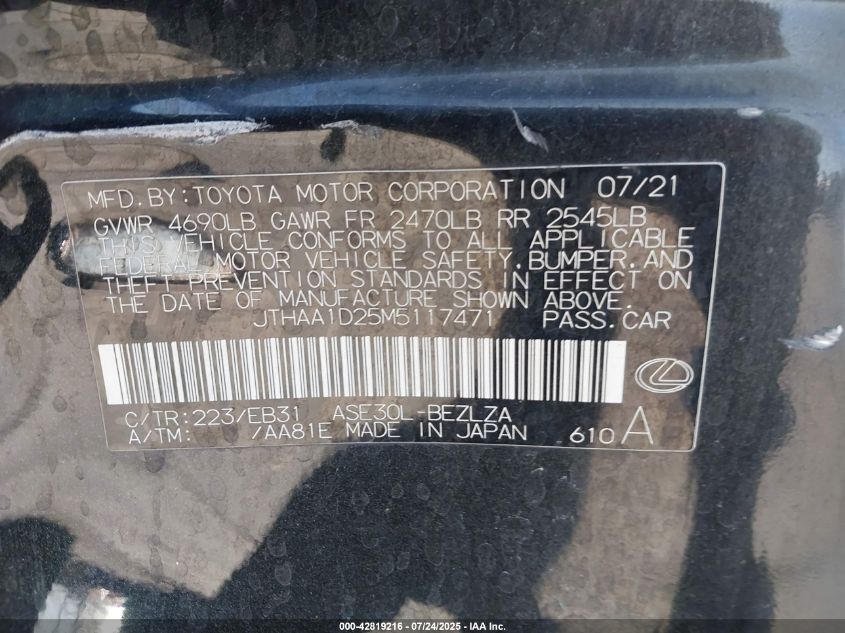 MFD. BY: TOYOTA MOTOR CORPORATION 07/21
GVWR 4690LB GAWR FR 2470LB RR 2545LB
THIS VEHICLE CONFORMS TO ALL APPLICABLE
FEDERAL MOTOR VEHICLE SAFETY, BUMPER, AND
THEFT PREVENTION STANDARDS IN EFFECT ON
THE DATE OF MANUFACTURE SHOWN ABOVE.
JTHAA1D25M5117471 PASS.CAR
C/TR: 223/EB31 ASE30L-BEZLZA
A/TM: /AA81E MADE IN JAPAN 610 A
000-42819216 - 07/24/2025 - IAA Inc.